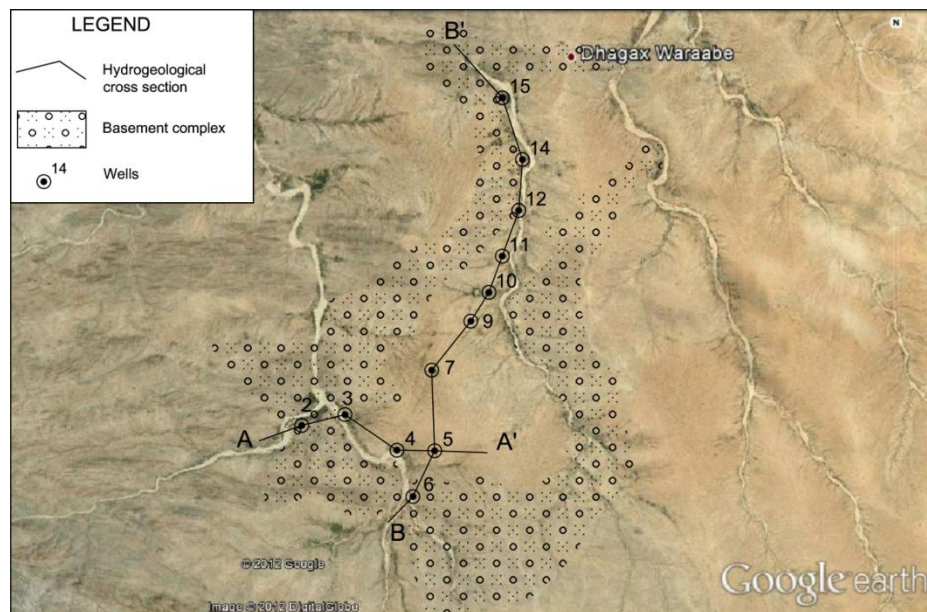 LEGEND
Hydrogeological
cross section
Basement complex
14
Wells
N
B'
Dhagax Waraabe
15
14
12
11
10
9
7
3
2
A
4
5
A'
6
B
© 2012 Google
Image © 2012 DigitalGlobe
Google earth